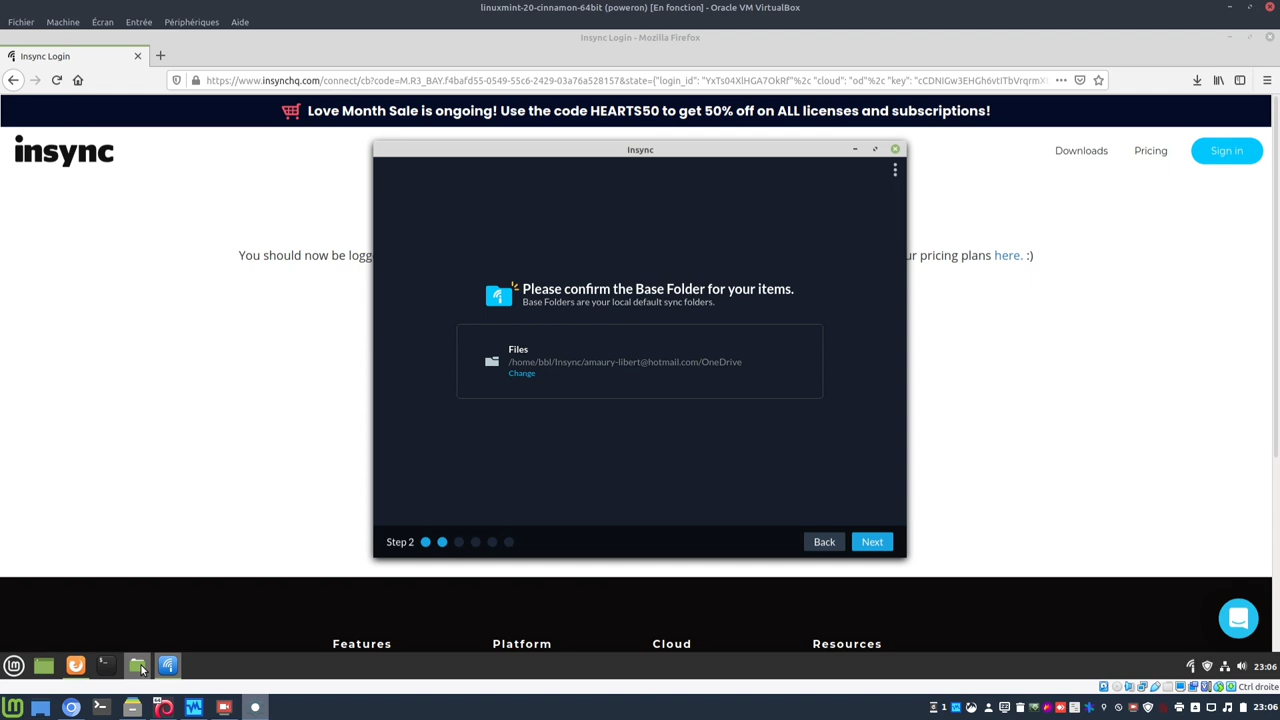 linuxmint-20-cinnamon-64bit (poweron) [En fonction] - Oracle VM VirtualBox
Fichier Machine Écran Entrée Périphériques Aide
Insync Login - Mozilla Firefox
Insync Login
Love Month Sale is ongoing! Use the code HEARTS50 to get 50% off on ALL licenses and subscriptions!
insync
Downloads Pricing Sign in
Insync
You should now be logg
ur pricing plans here. :)
Please confirm the Base Folder for your items.
Base Folders are your local default sync folders.
Files
/home/bbl/Insync/amaury-libert@hotmail.com/OneDrive
Change
Step 2
Back Next
Features Platform Cloud Resources
23:06
Ctrl droite
1
23:06